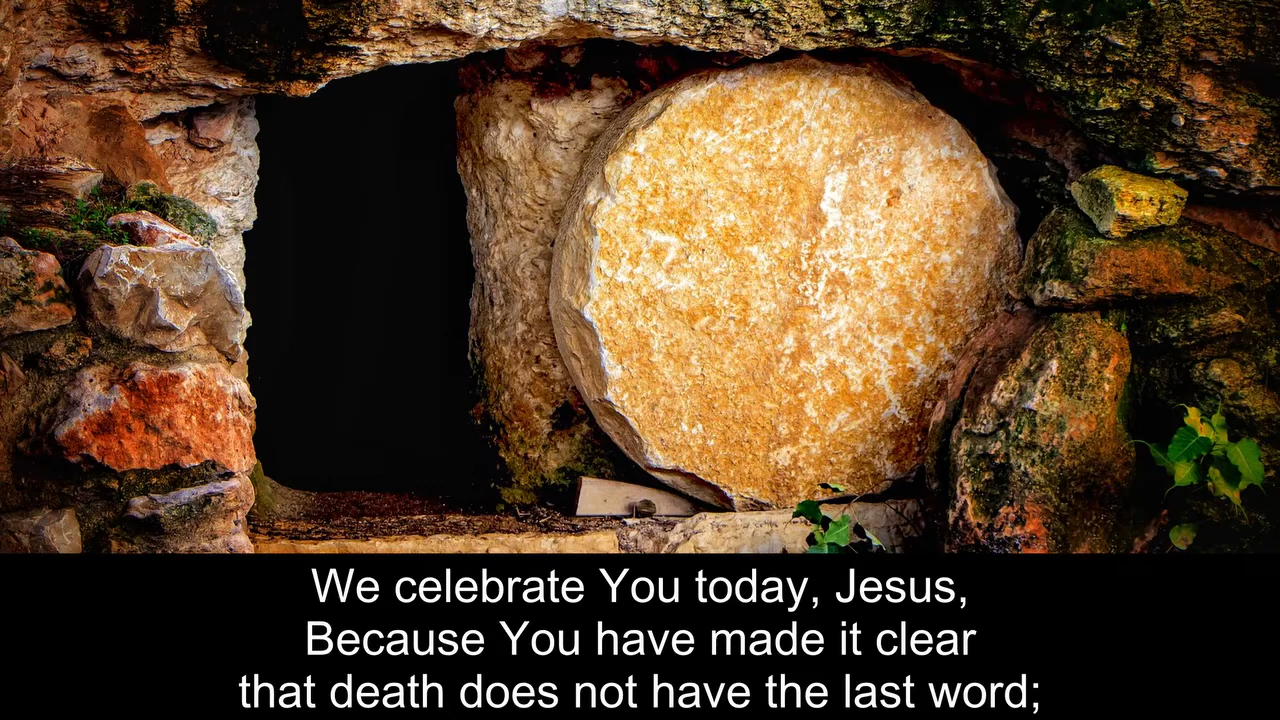 We celebrate You today, Jesus,
Because You have made it clear
that death does not have the last word;